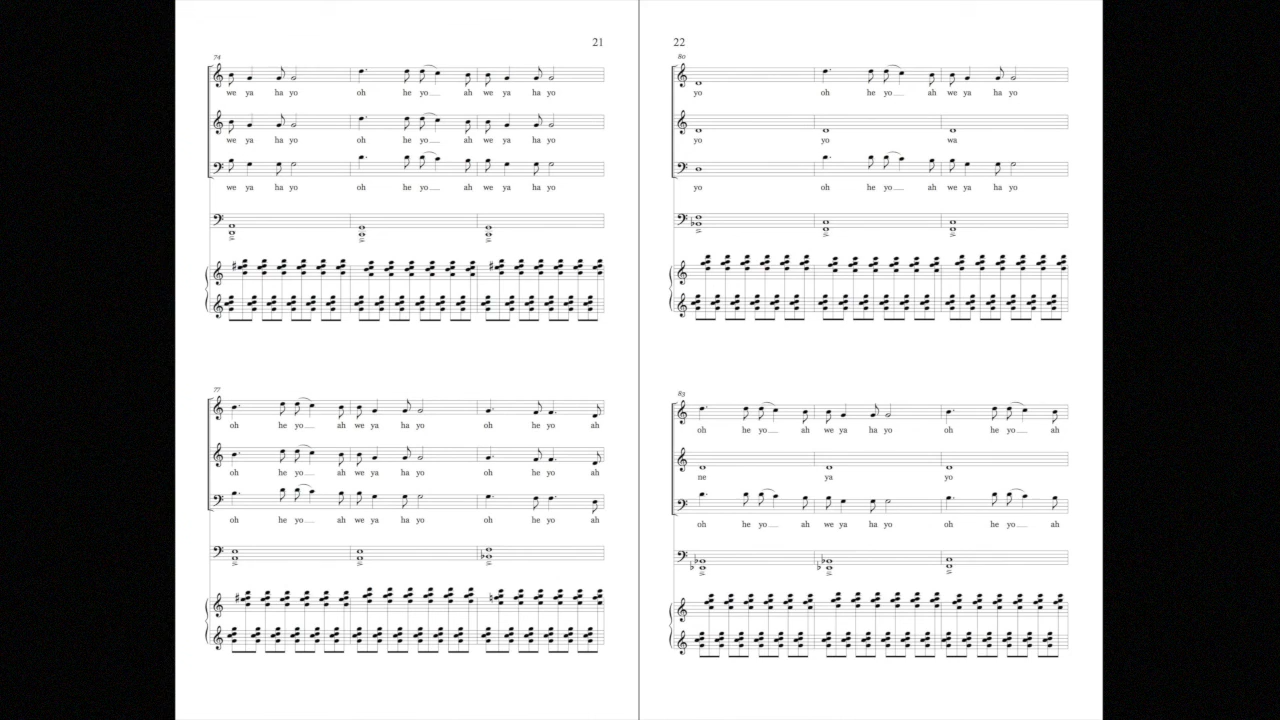 21
74
we ya ha yo oh he yo ah we ya ha yo
we ya ha yo oh he yo ah we ya ha yo
we ya ha yo oh he yo ah we ya ha yo
77
oh he yo ah we ya ha yo oh he yo ah
oh he yo ah we ya ha yo oh he yo ah
oh he yo ah we ya ha yo oh he yo ah
22
80
yo oh he yo ah we ya ha yo
yo yo wa
yo oh he yo ah we ya ha yo
83
oh he yo ah we ya ha yo oh he yo ah
ne ya yo
oh he yo ah we ya ha yo oh he yo ah